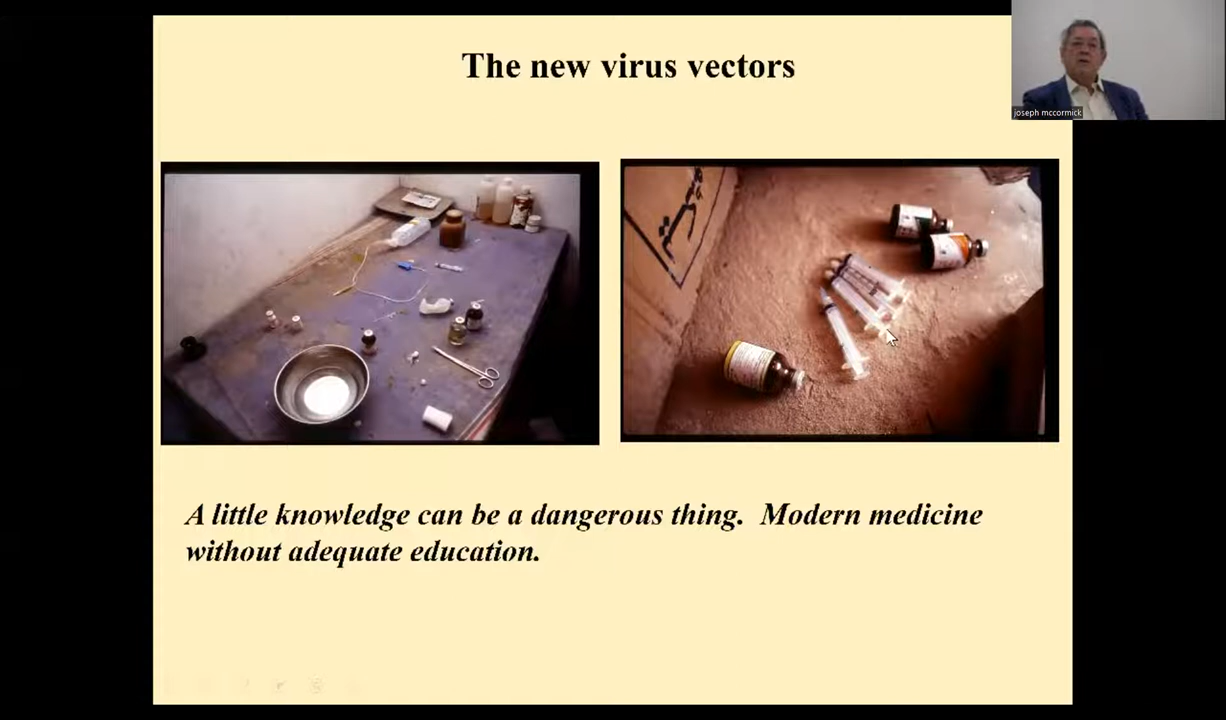 The new virus vectors
joseph mccormick
A little knowledge can be a dangerous thing. Modern medicine
without adequate education.